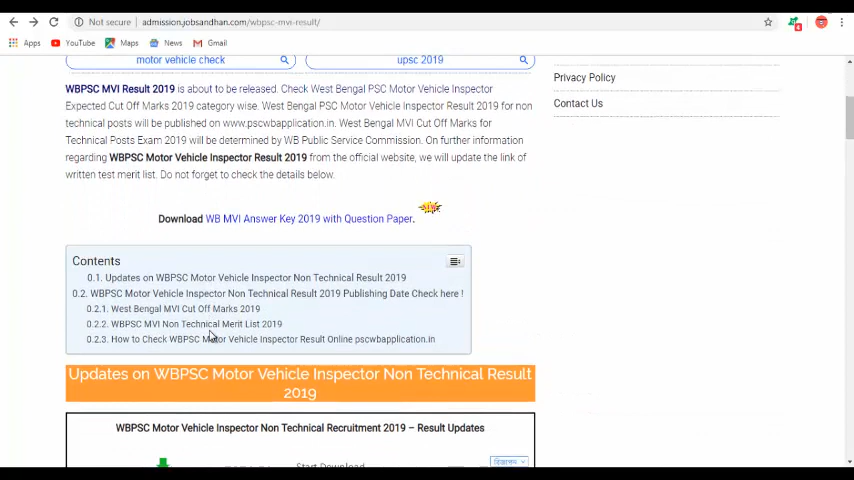 Not secure | admission.jobsandhan.com/wbpsc-mvi-result/
Apps YouTube Maps News Gmail
motor vehicle check upsc 2019
WBPSC MVI Result 2019 is about to be released. Check West Bengal PSC Motor Vehicle Inspector
Expected Cut Off Marks 2019 category wise. West Bengal PSC Motor Vehicle Inspector Result 2019 for non
technical posts will be published on www.pscwbapplication.in. West Bengal MVI Cut Off Marks for
Technical Posts Exam 2019 will be determined by WB Public Service Commission. On further information
regarding WBPSC Motor Vehicle Inspector Result 2019 from the official website, we will update the link of
written test merit list. Do not forget to check the details below.
Privacy Policy
Contact Us
Download WB MVI Answer Key 2019 with Question Paper.
Contents
0.1. Updates on WBPSC Motor Vehicle Inspector Non Technical Result 2019
0.2. WBPSC Motor Vehicle Inspector Non Technical Result 2019 Publishing Date Check here !
0.2.1. West Bengal MVI Cut Off Marks 2019
0.2.2. WBPSC MVI Non Technical Merit List 2019
0.2.3. How to Check WBPSC Motor Vehicle Inspector Result Online pscwbapplication.in
Updates on WBPSC Motor Vehicle Inspector Non Technical Result
2019
WBPSC Motor Vehicle Inspector Non Technical Recruitment 2019 – Result Updates
Start Download
বিজ্ঞাপন